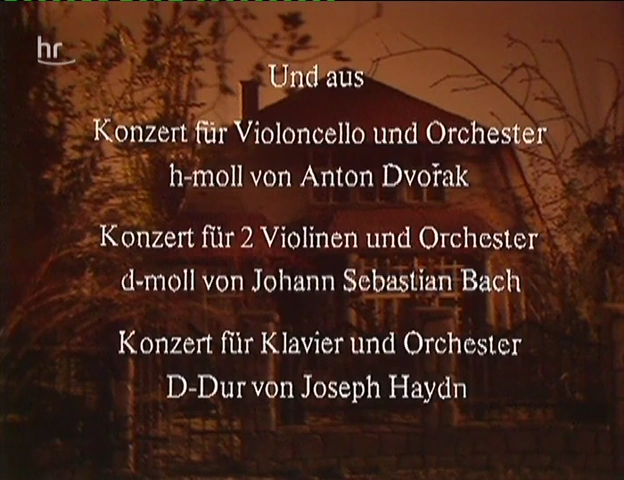 hr
Und aus
Konzert für Violoncello und Orchester
h-moll von Anton Dvořak
Konzert für 2 Violinen und Orchester
d-moll von Johann Sebastian Bach
Konzert für Klavier und Orchester
D-Dur von Joseph Haydn